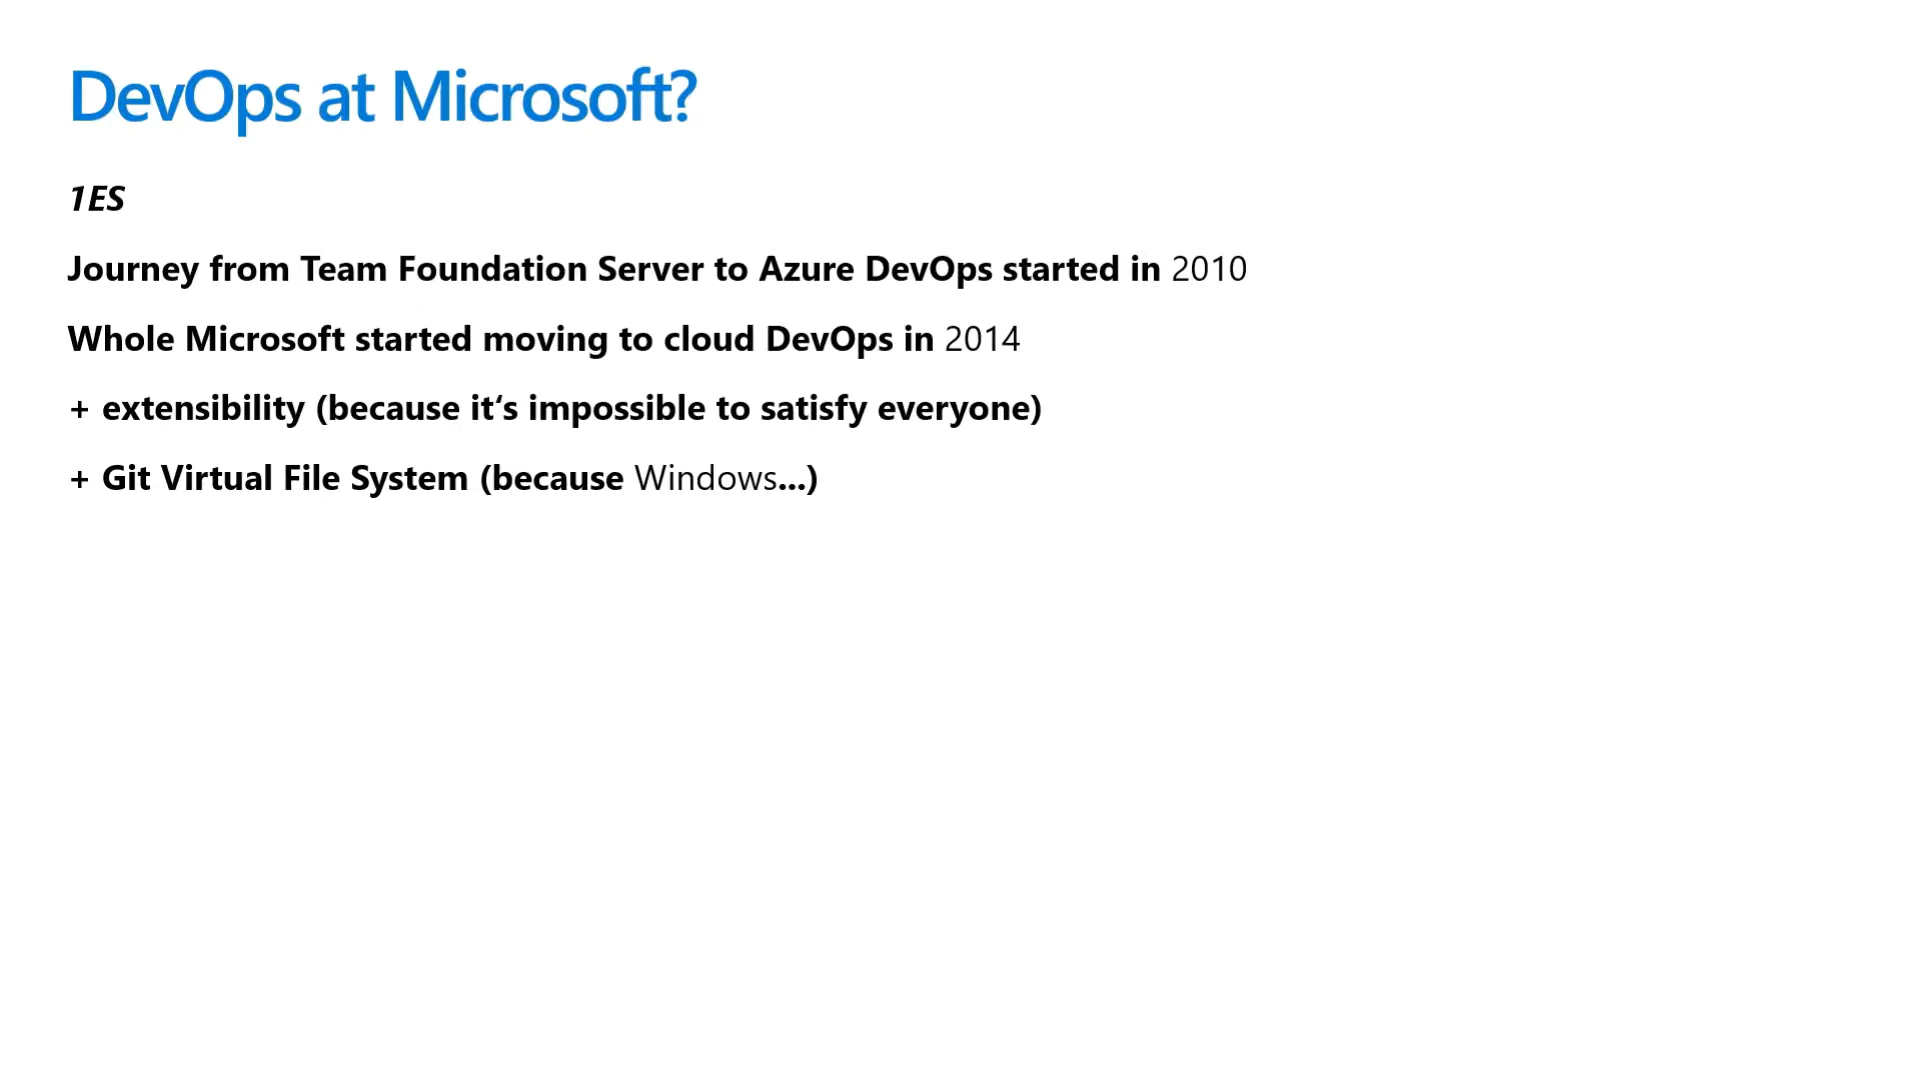 DevOps at Microsoft?
1ES
Journey from Team Foundation Server to Azure DevOps started in 2010
Whole Microsoft started moving to cloud DevOps in 2014
+ extensibility (because it‘s impossible to satisfy everyone)
+ Git Virtual File System (because Windows...)